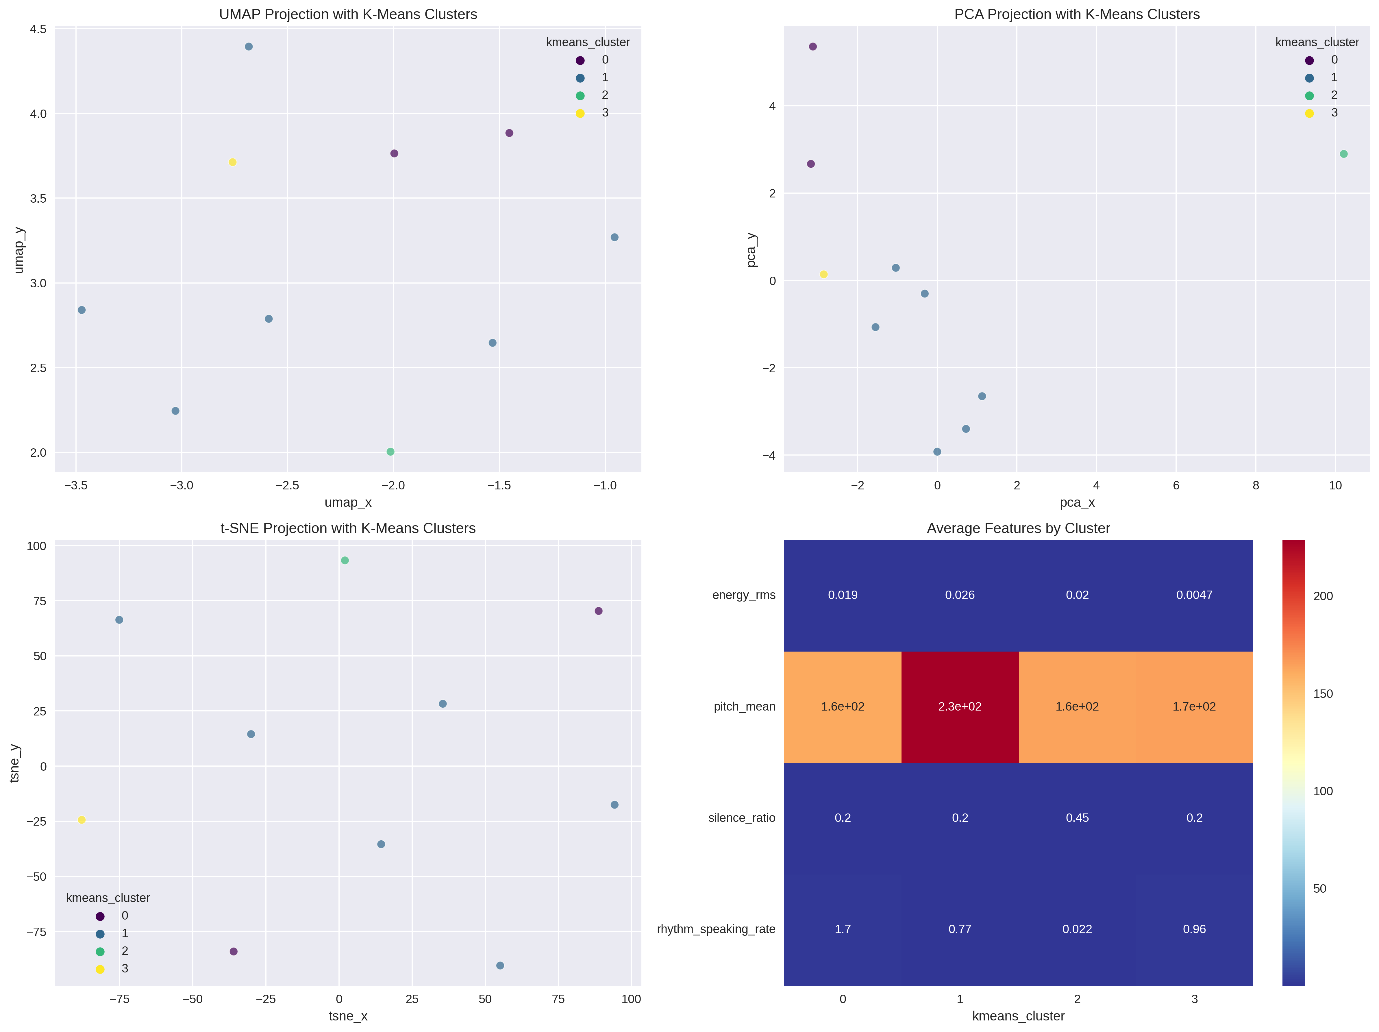 UMAP Projection with K-Means Clusters
4.5
4.0
3.5
3.0
2.5
2.0
umap_y
−3.5 −3.0 −2.5 −2.0 −1.5 −1.0
umap_x
kmeans_cluster
0
1
2
3
PCA Projection with K-Means Clusters
4
2
0
−2
−4
pca_y
−2 0 2 4 6 8 10
pca_x
kmeans_cluster
0
1
2
3
t-SNE Projection with K-Means Clusters
100
75
50
25
0
−25
−50
−75
tsne_y
−75 −50 −25 0 25 50 75 100
tsne_x
kmeans_cluster
0
1
2
3
Average Features by Cluster
energy_rms 0.019 0.026 0.02 0.0047
pitch_mean 1.6e+02 2.3e+02 1.6e+02 1.7e+02
silence_ratio 0.2 0.2 0.45 0.2
rhythm_speaking_rate 1.7 0.77 0.022 0.96
0 1 2 3
kmeans_cluster
200
150
100
50